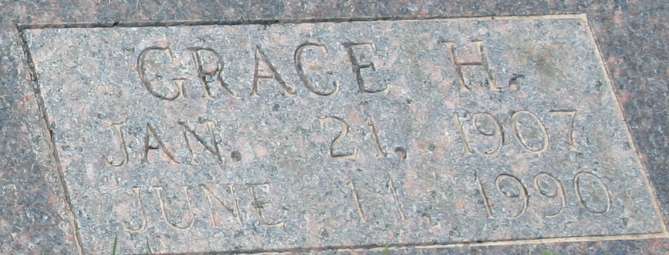 GRACE H.
JAN. 21, 1907
JUNE 11 1990